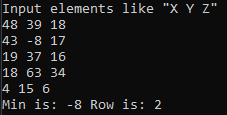 Input elements like "X Y Z"
48 39 18
43 -8 17
19 37 16
18 63 34
4 15 6
Min is: -8 Row is: 2